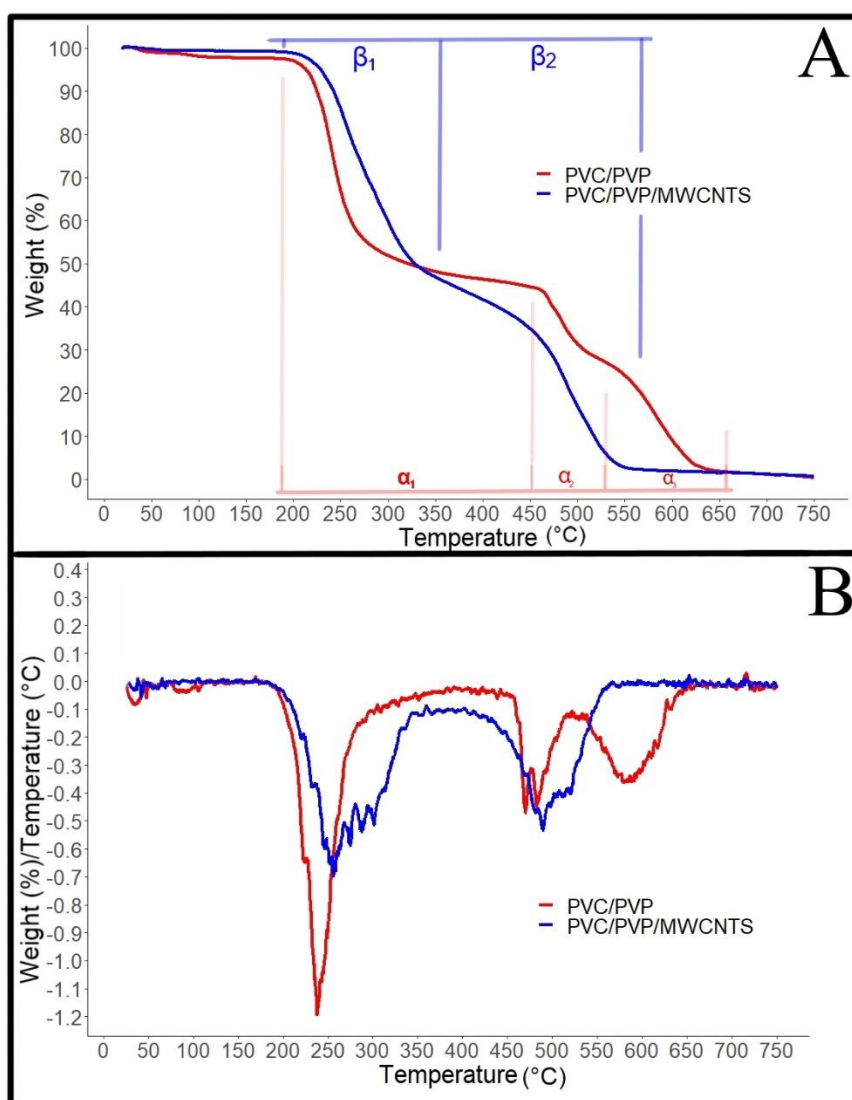 A
β₁ β₂
100
90
80
70
60
50
40
30
20
10
0
Weight (%)
PVC/PVP
PVC/PVP/MWCNTS
α₁ α₂ α₃
0 50 100 150 200 250 300 350 400 450 500 550 600 650 700 750
Temperature (°C)
B
0.4
0.3
0.2
0.1
0.0
-0.1
-0.2
-0.3
-0.4
-0.5
-0.6
-0.7
-0.8
-0.9
-1.0
-1.1
-1.2
Weight (%)/Temperature (°C)
PVC/PVP
PVC/PVP/MWCNTS
0 50 100 150 200 250 300 350 400 450 500 550 600 650 700 750
Temperature (°C)